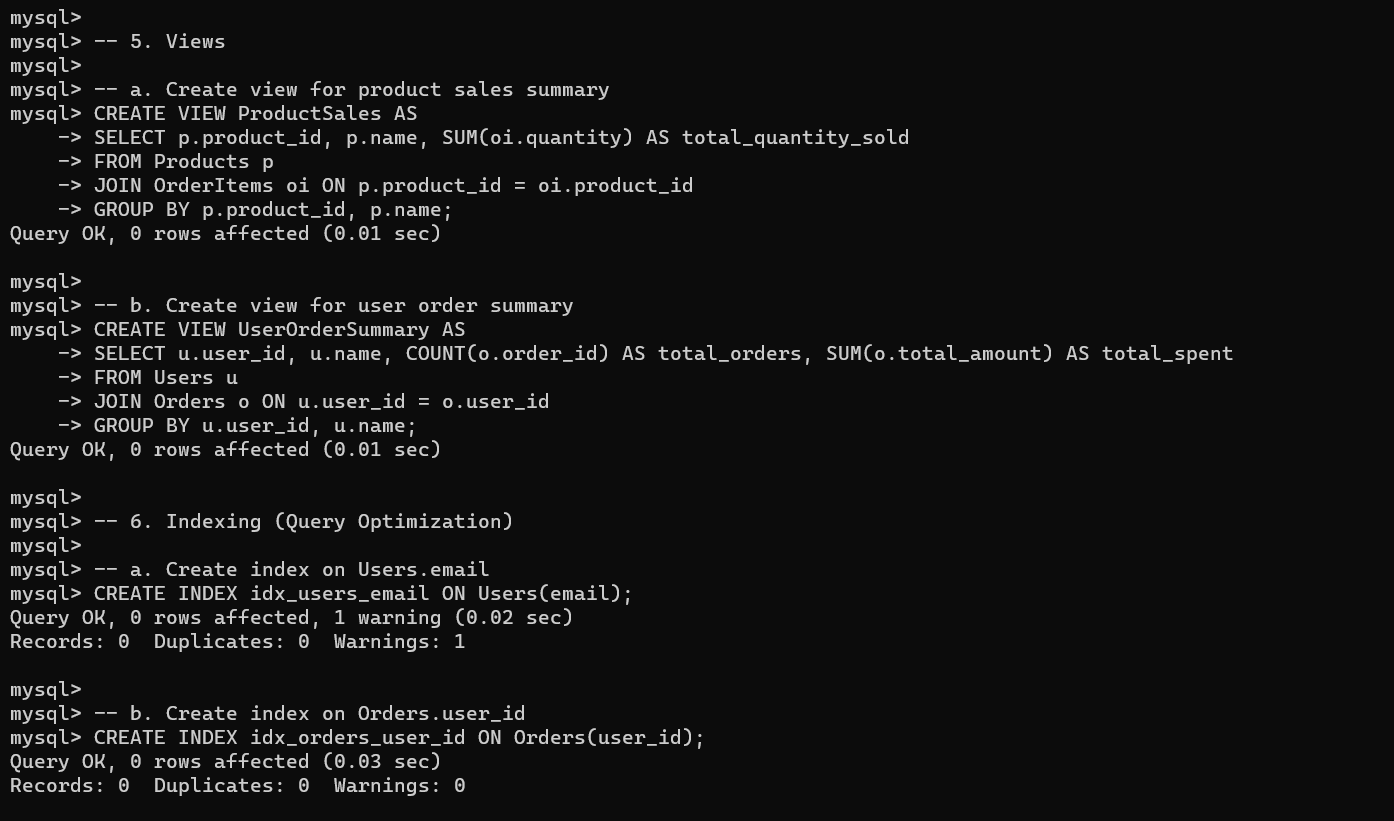 mysql>
mysql> -- 5. Views
mysql>
mysql> -- a. Create view for product sales summary
mysql> CREATE VIEW ProductSales AS
    -> SELECT p.product_id, p.name, SUM(oi.quantity) AS total_quantity_sold
    -> FROM Products p
    -> JOIN OrderItems oi ON p.product_id = oi.product_id
    -> GROUP BY p.product_id, p.name;
Query OK, 0 rows affected (0.01 sec)

mysql>
mysql> -- b. Create view for user order summary
mysql> CREATE VIEW UserOrderSummary AS
    -> SELECT u.user_id, u.name, COUNT(o.order_id) AS total_orders, SUM(o.total_amount) AS total_spent
    -> FROM Users u
    -> JOIN Orders o ON u.user_id = o.user_id
    -> GROUP BY u.user_id, u.name;
Query OK, 0 rows affected (0.01 sec)

mysql>
mysql> -- 6. Indexing (Query Optimization)
mysql>
mysql> -- a. Create index on Users.email
mysql> CREATE INDEX idx_users_email ON Users(email);
Query OK, 0 rows affected, 1 warning (0.02 sec)
Records: 0  Duplicates: 0  Warnings: 1

mysql>
mysql> -- b. Create index on Orders.user_id
mysql> CREATE INDEX idx_orders_user_id ON Orders(user_id);
Query OK, 0 rows affected (0.03 sec)
Records: 0  Duplicates: 0  Warnings: 0